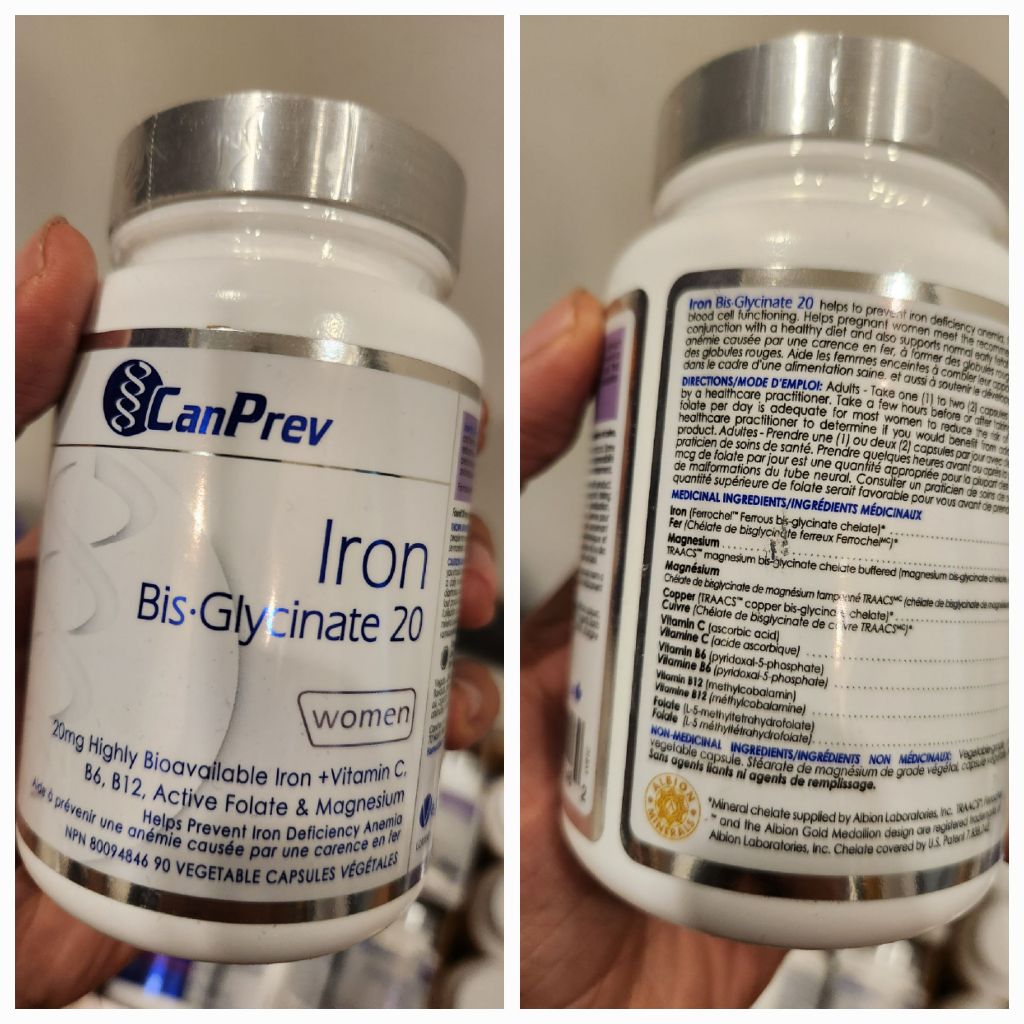 CanPrev
Iron
Bis·Glycinate 20
women
20mg Highly Bioavailable Iron +Vitamin C,
B6, B12, Active Folate & Magnesium
Helps Prevent Iron Deficiency Anemia
Aide à prévenir une anémie causée par une carence en fer
NPN 80094846 90 VEGETABLE CAPSULES VÉGÉTALES
Iron Bis·Glycinate 20 helps to prevent iron deficiency anemia,
blood cell functioning. Helps pregnant women meet the
conjunction with a healthy diet and also supports normal early fetal
anémie causée par une carence en fer, à former des globules
des globules rouges. Aide les femmes enceintes à combler leur
dans le cadre d'une alimentation saine, et aussi à soutenir le
DIRECTIONS/MODE D'EMPLOI: Adults - Take one (1) to two (2) capsules
by a healthcare practitioner. Take a few hours before or after taking
folate per day is adequate for most women to reduce the risk of
healthcare practitioner to determine if you would benefit from
product. Adultes - Prendre une (1) ou deux (2) capsules par jour avec
praticien de soins de santé. Prendre quelques heures avant ou après la
mcg de folate par jour est une quantité appropriée pour la plupart des
de malformations du tube neural. Consulter un praticien de soins de
quantité supérieure de folate serait favorable pour vous avant de
MEDICINAL INGREDIENTS/INGRÉDIENTS MÉDICINAUX
Iron (Ferrochel™ Ferrous bis-glycinate chelate)*
Fer (Chélate de bisglycinate ferreux Ferrochel ᴹᶜ)*
Magnesium
TRAACS™ magnesium bis-glycinate chelate buffered (magnesium bis-glycinate chelate
Magnésium
Chélate de bisglycinate de magnésium tamponné TRAACSᴹᶜ (chélate de bisglycinate de
Copper (TRAACS™ copper bis-glycinate chelate)*
Cuivre (Chélate de bisglycinate de cuivre TRAACSᴹᶜ)*
Vitamin C (ascorbic acid)
Vitamine C (acide ascorbique)
Vitamin B6 (pyridoxal-5-phosphate)
Vitamine B6 (pyridoxal-5-phosphate)
Vitamin B12 (methylcobalamin)
Vitamine B12 (méthylcobalamine)
Folate (L-5-methyltetrahydrofolate)
Folate (L-5 méthyltétrahydrofolate)
NON-MEDICINAL INGREDIENTS/INGRÉDIENTS NON MÉDICINAUX:
vegetable capsule. Stéarate de magnésium de grade végétal, capsule
Sans agents liants ni agents de remplissage.
ALBION
MINERALS
*Mineral chelate supplied by Albion Laboratories, Inc. TRAACS™,
™ and the Albion Gold Medallion design are registered trademarks of
Albion Laboratories, Inc. Chelate covered by U.S. Patent